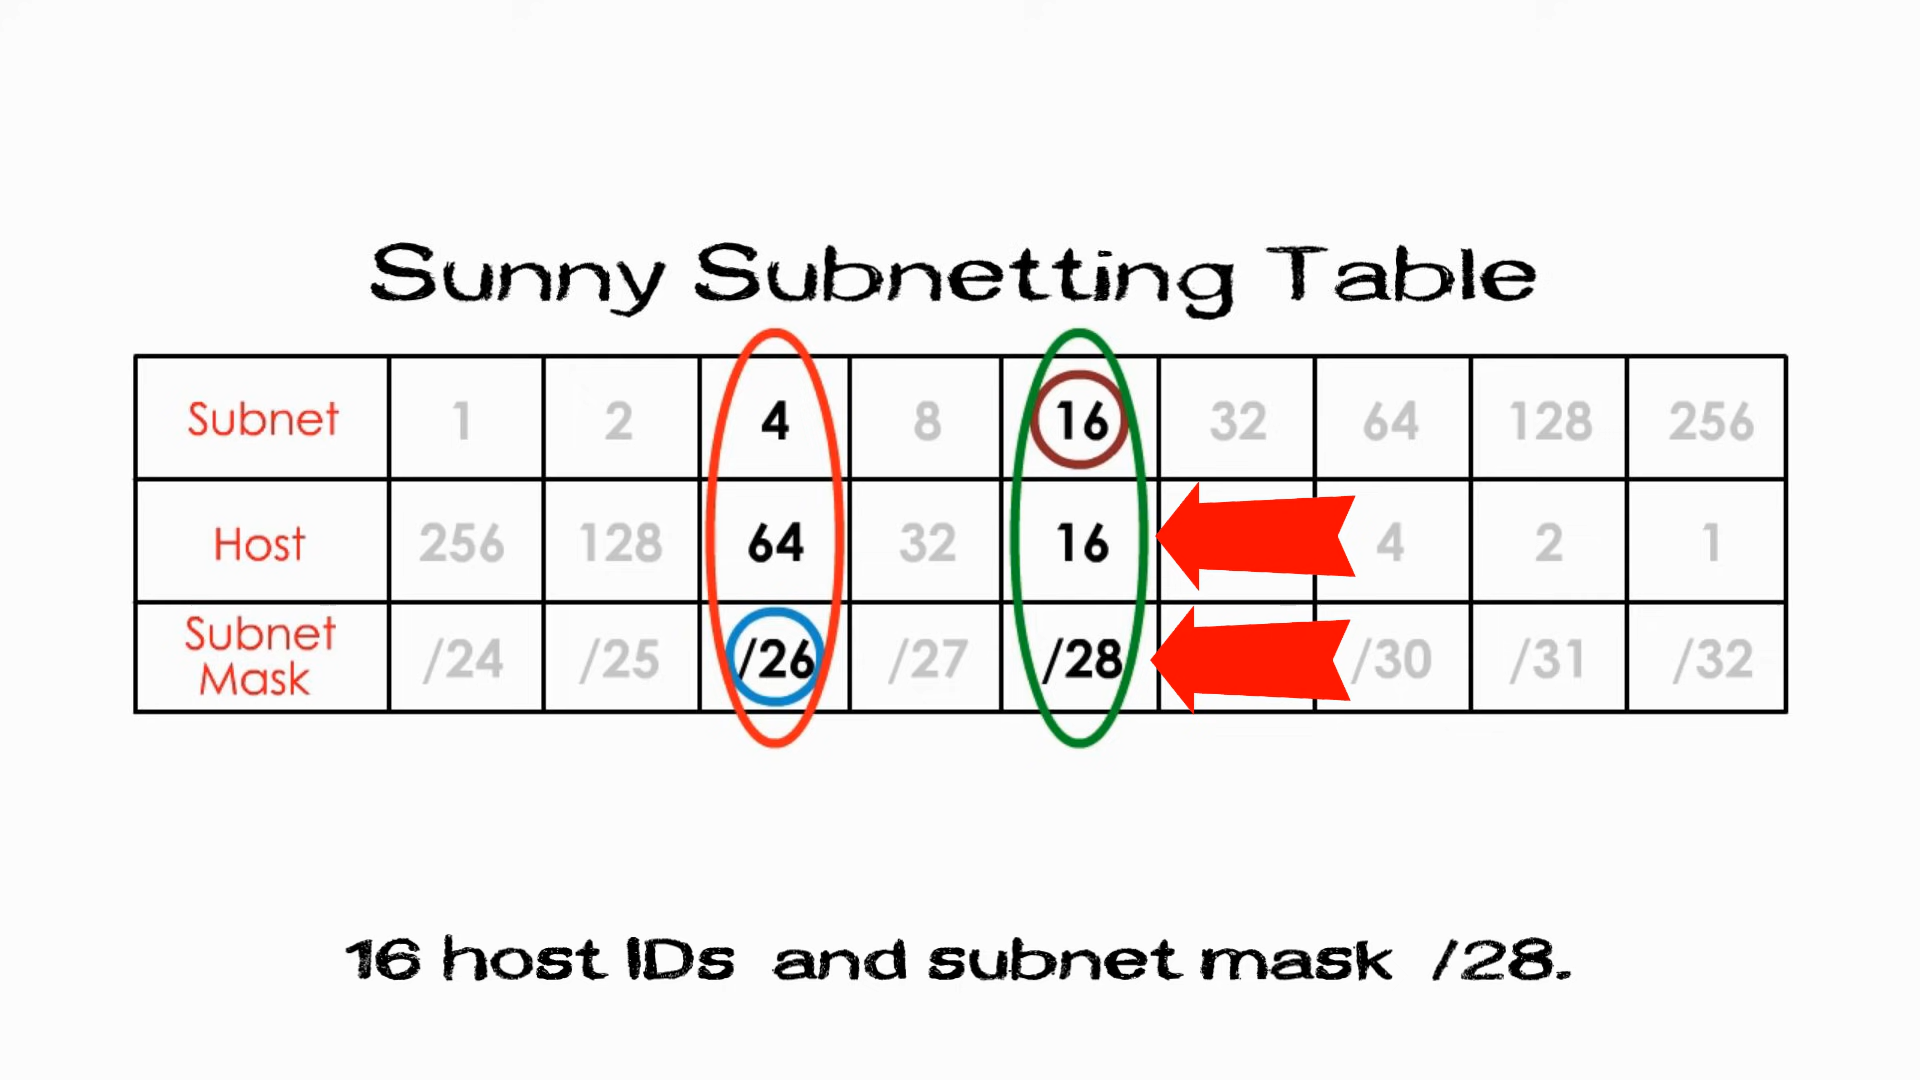 Sunny Subnetting Table
Subnet 1 2 4 8 16 32 64 128 256
Host 256 128 64 32 16 4 2 1
Subnet
Mask
/24 /25 /26 /27 /28 /30 /31 /32
16 host IDs and subnet mask /28.